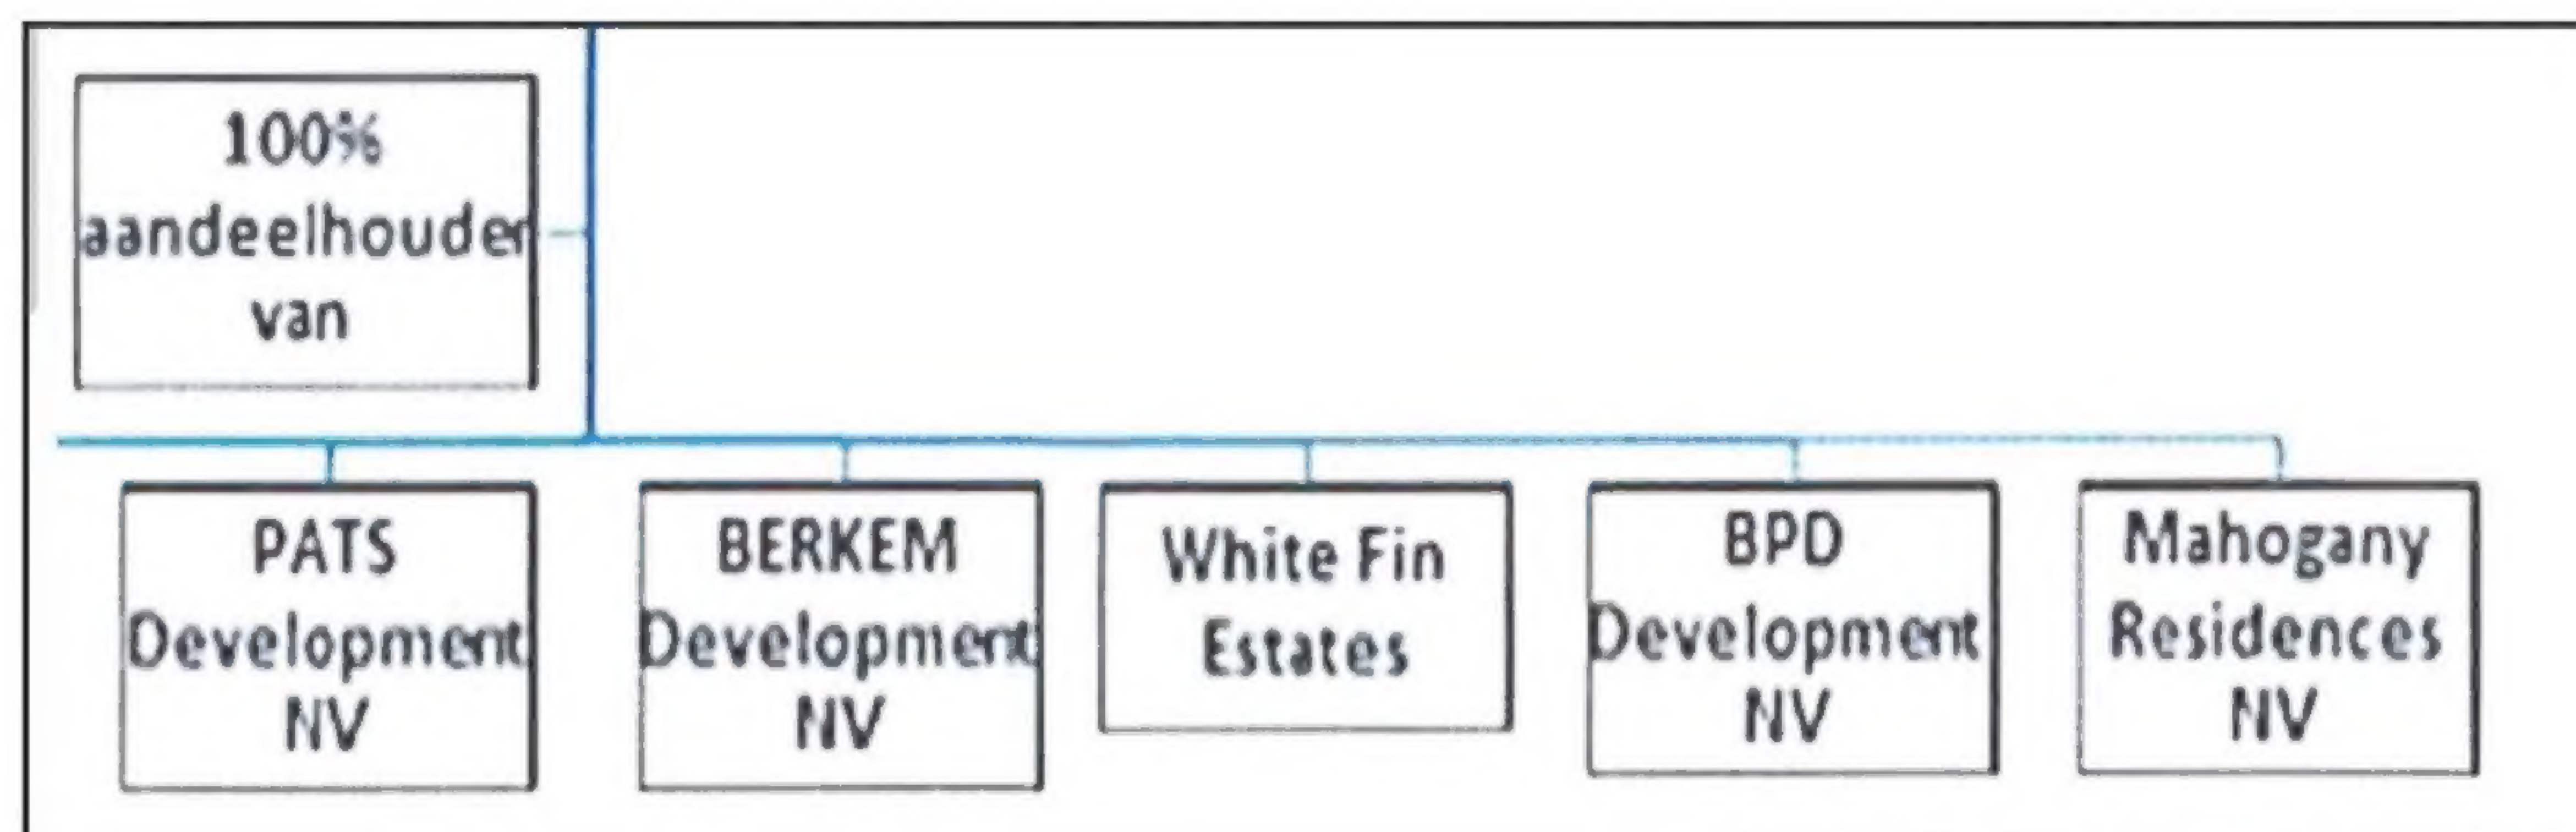 100%
aandeelhouder
van
PATS
Development
NV
BERKEM
Development
NV
White Fin
Estates
BPD
Development
NV
Mahogany
Residences
NV